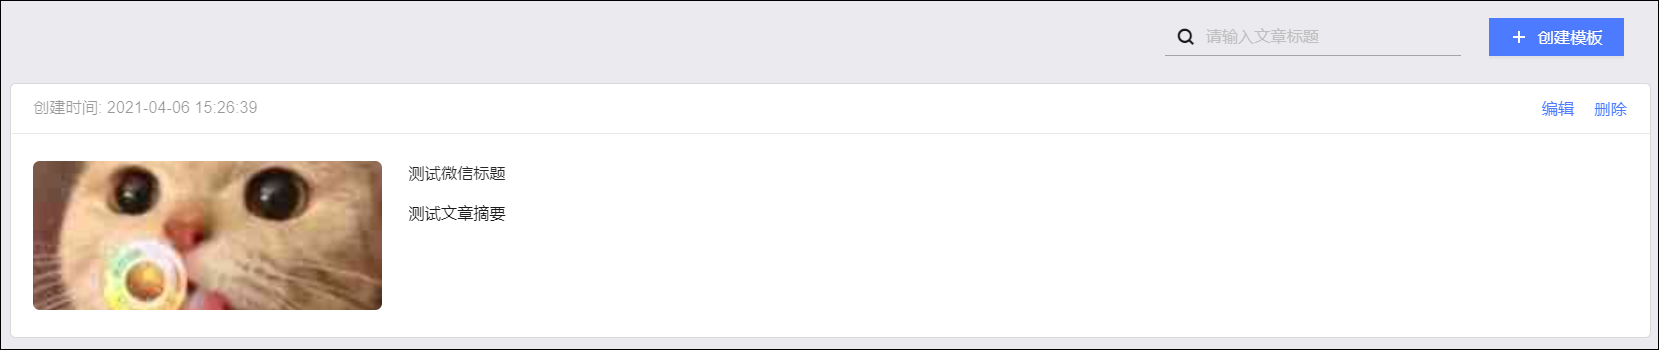 请输入文章标题
+ 创建模板
创建时间: 2021-04-06 15:26:39
编辑 删除
测试微信标题
测试文章摘要